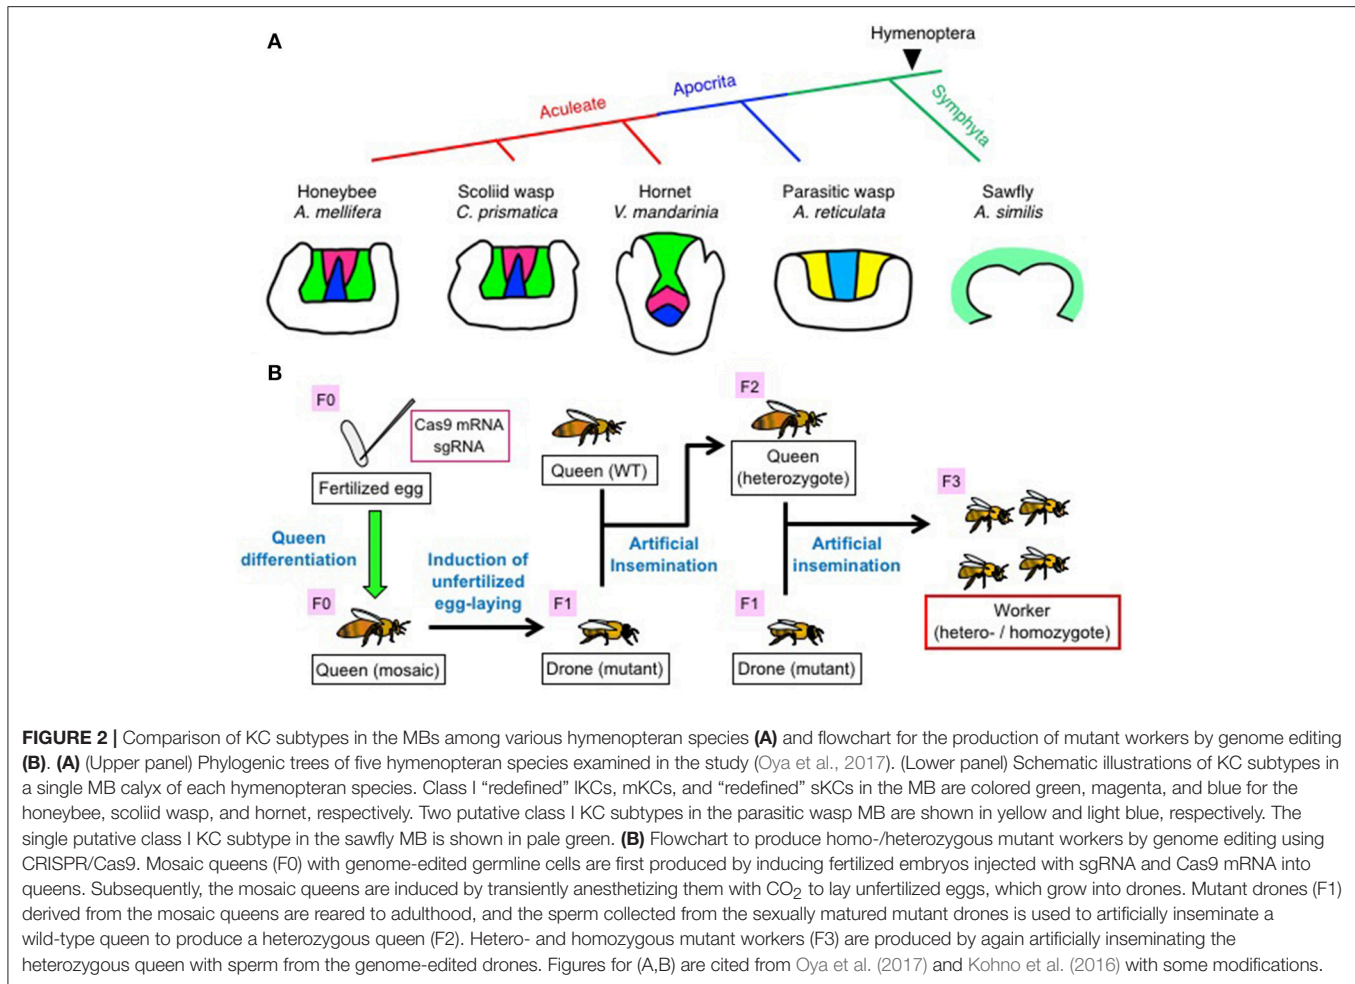 A
Hymenoptera
Apocrita
Aculeate
Symphyta
Honeybee
A. mellifera
Scoliid wasp
C. prismatica
Hornet
V. mandarinia
Parasitic wasp
A. reticulata
Sawfly
A. similis
B
F0
Cas9 mRNA
sgRNA
Fertilized egg
Queen
differentiation
F0
Queen (mosaic)
Induction of
unfertilized
egg-laying
Queen (WT)
F1
Drone (mutant)
Artificial
Insemination
F2
Queen
(heterozygote)
F1
Drone (mutant)
Artificial
insemination
F3
Worker
(hetero- / homozygote)
FIGURE 2 | Comparison of KC subtypes in the MBs among various hymenopteran species (A) and flowchart for the production of mutant workers by genome editing
(B). (A) (Upper panel) Phylogenic trees of five hymenopteran species examined in the study (Oya et al., 2017). (Lower panel) Schematic illustrations of KC subtypes in
a single MB calyx of each hymenopteran species. Class I “redefined” lKCs, mKCs, and “redefined” sKCs in the MB are colored green, magenta, and blue for the
honeybee, scoliid wasp, and hornet, respectively. Two putative class I KC subtypes in the parasitic wasp MB are shown in yellow and light blue, respectively. The
single putative class I KC subtype in the sawfly MB is shown in pale green. (B) Flowchart to produce homo-/heterozygous mutant workers by genome editing using
CRISPR/Cas9. Mosaic queens (F0) with genome-edited germline cells are first produced by inducing fertilized embryos injected with sgRNA and Cas9 mRNA into
queens. Subsequently, the mosaic queens are induced by transiently anesthetizing them with CO₂ to lay unfertilized eggs, which grow into drones. Mutant drones (F1)
derived from the mosaic queens are reared to adulthood, and the sperm collected from the sexually matured mutant drones is used to artificially inseminate a
wild-type queen to produce a heterozygous queen (F2). Hetero- and homozygous mutant workers (F3) are produced by again artificially inseminating the
heterozygous queen with sperm from the genome-edited drones. Figures for (A,B) are cited from Oya et al. (2017) and Kohno et al. (2016) with some modifications.